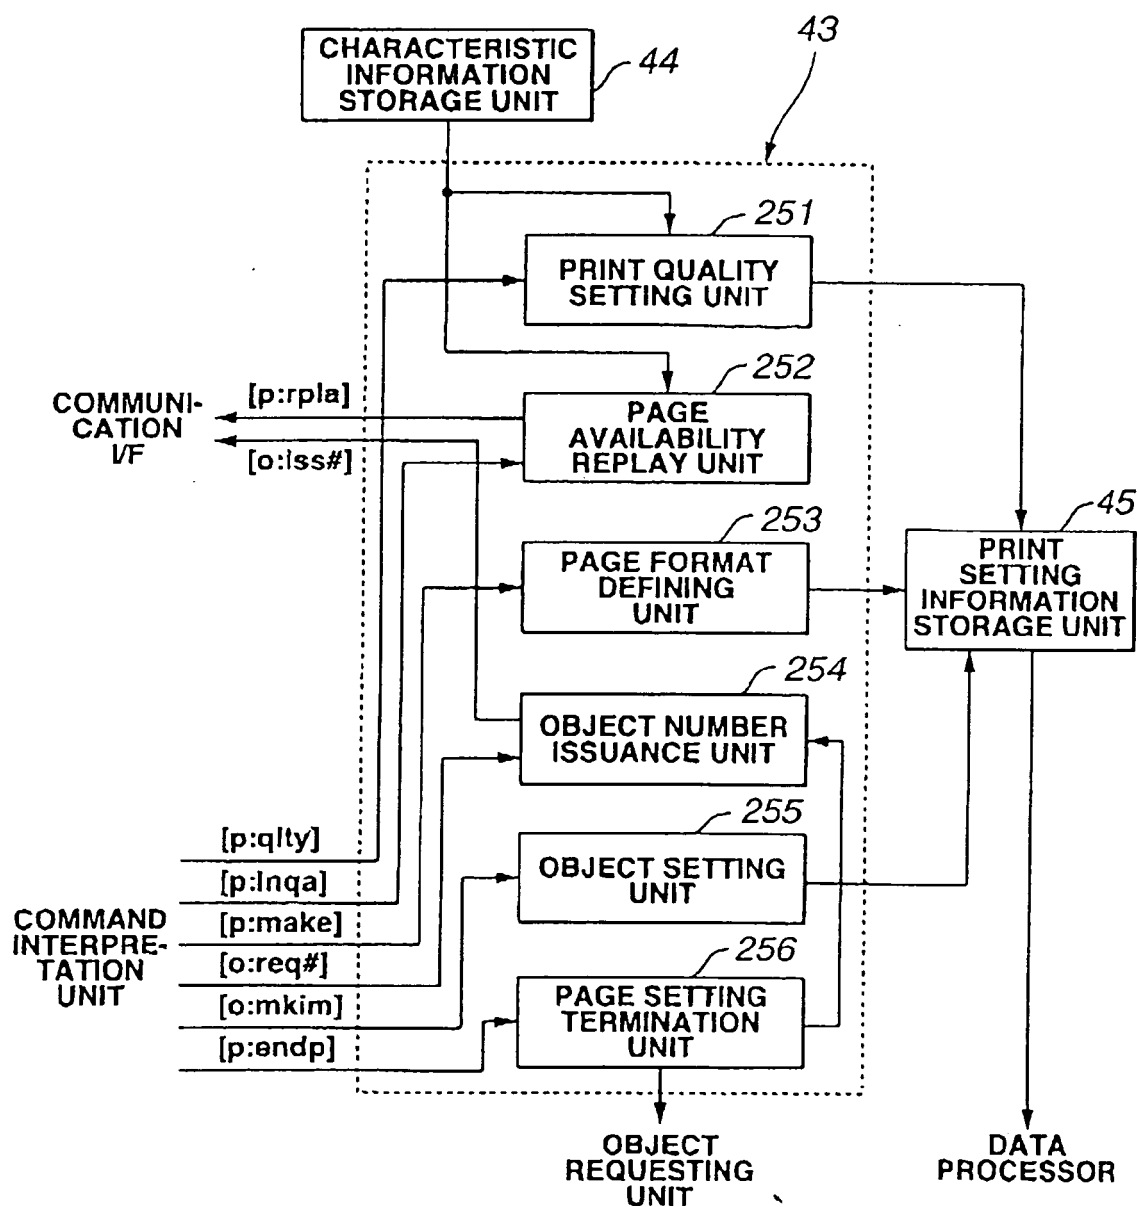 43
CHARACTERISTIC
INFORMATION
STORAGE UNIT
44
251
PRINT QUALITY
SETTING UNIT
252
[p:rpla]
COMMUNI-
CATION
I/F
[o:iss#]
PAGE
AVAILABILITY
REPLAY UNIT
253
PAGE FORMAT
DEFINING
UNIT
45
PRINT
SETTING
INFORMATION
STORAGE UNIT
254
OBJECT NUMBER
ISSUANCE UNIT
255
OBJECT SETTING
UNIT
[p:qlty]
[p:inqa]
[p:make]
[o:req#]
[o:mkim]
[p:endp]
COMMAND
INTERPRE-
TATION
UNIT
256
PAGE SETTING
TERMINATION
UNIT
OBJECT
REQUESTING
UNIT
DATA
PROCESSOR